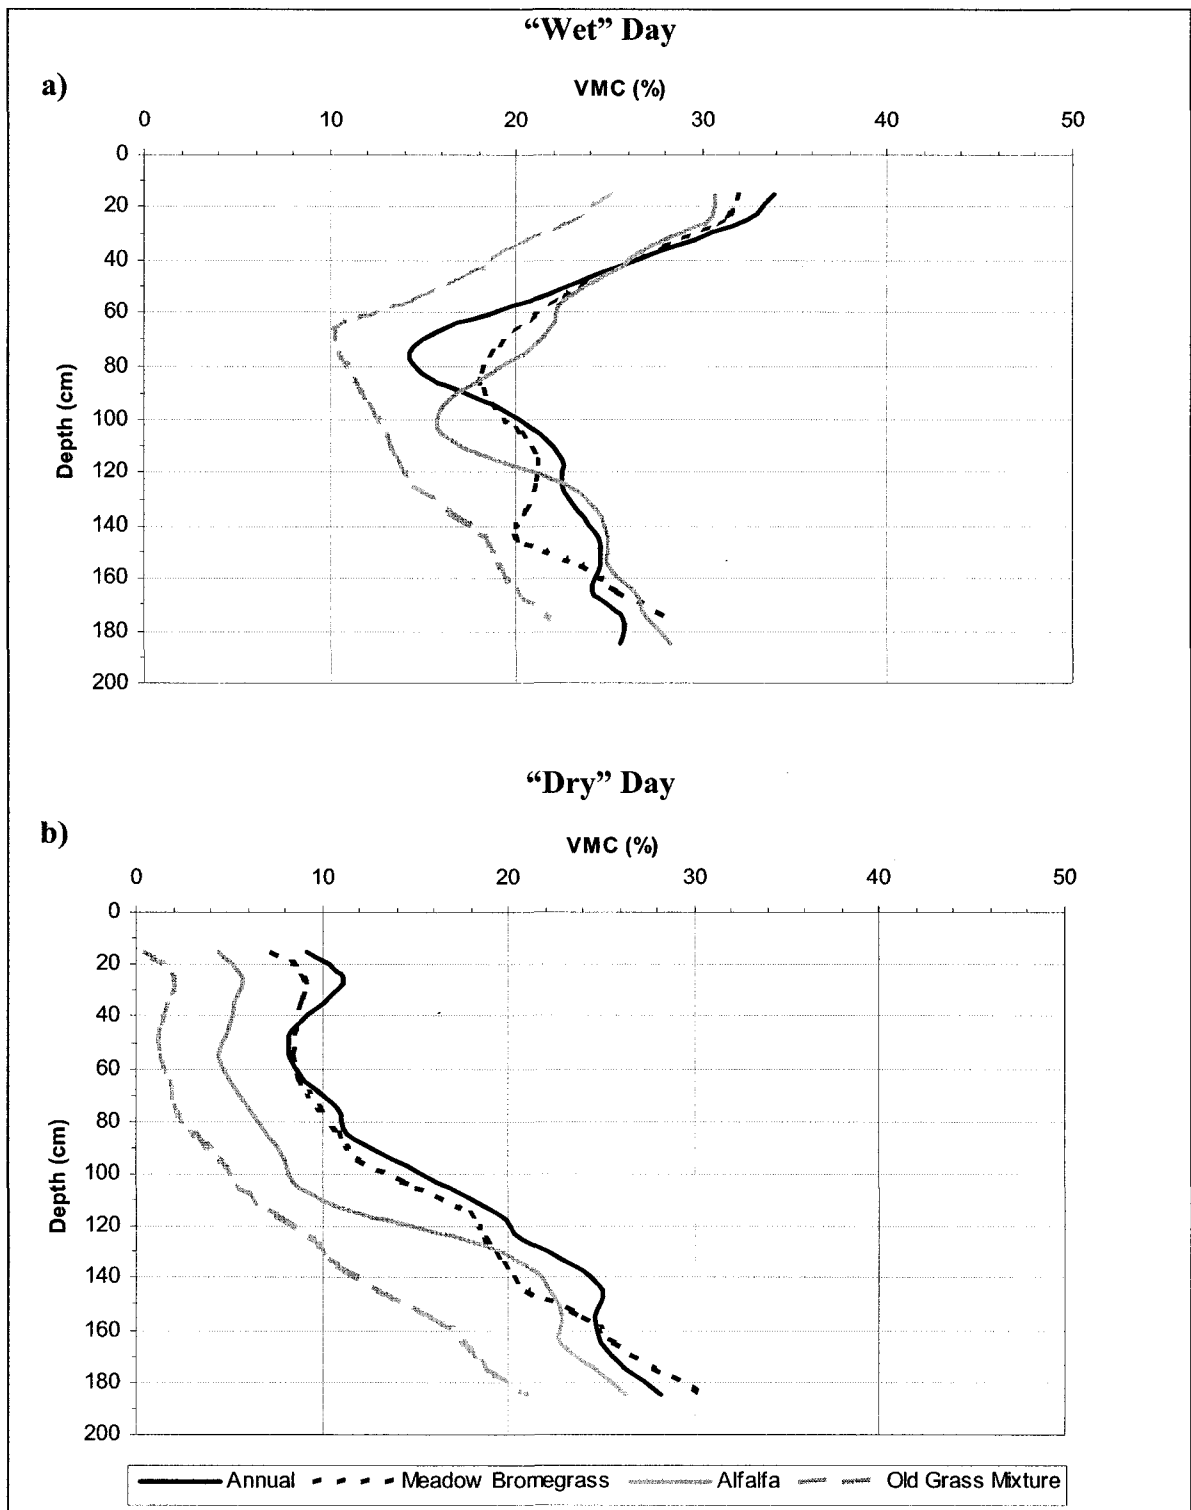 “Wet” Day
a)
VMC (%)
0 10 20 30 40 50
0
20
40
60
80
100
120
140
160
180
200
Depth (cm)
“Dry” Day
b)
VMC (%)
0 10 20 30 40 50
0
20
40
60
80
100
120
140
160
180
200
Depth (cm)
Annual Meadow Bromegrass Alfalfa Old Grass Mixture